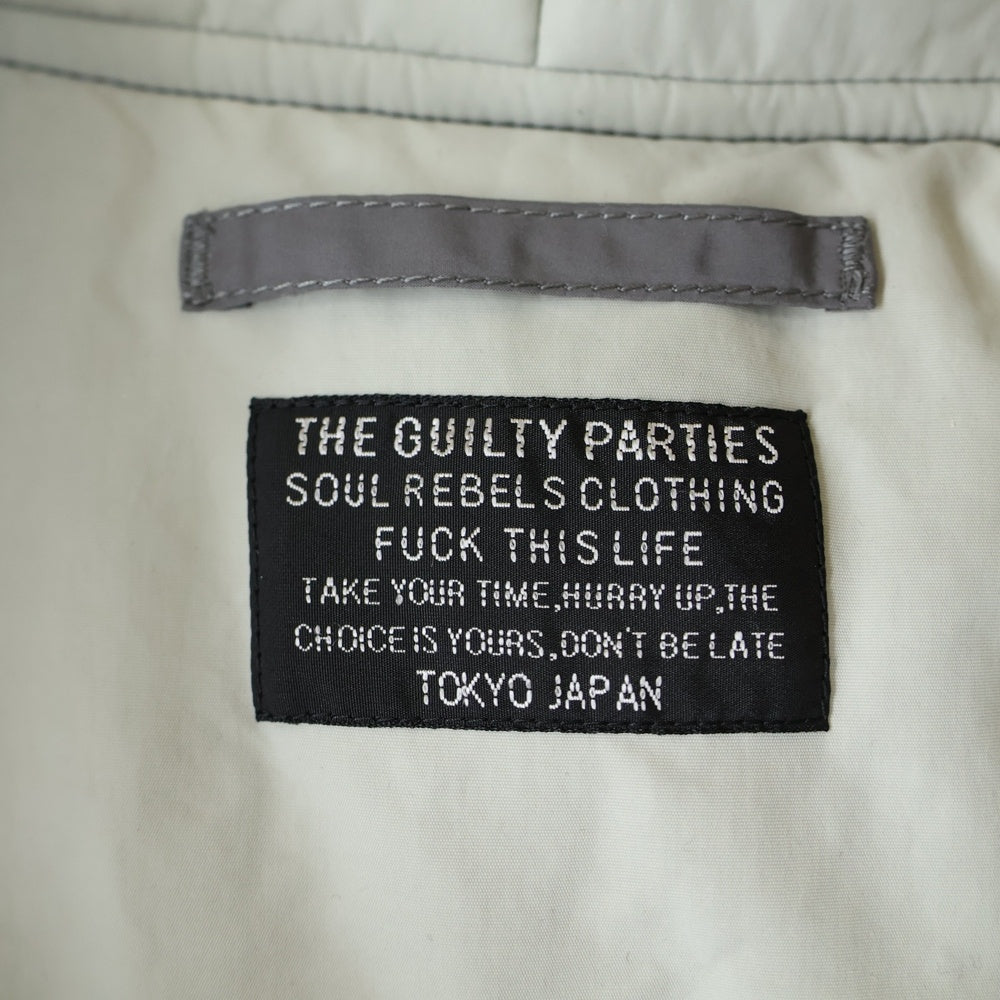 THE GUILTY PARTIES
SOUL REBELS CLOTHING
FUCK THIS LIFE
TAKE YOUR TIME,HURRY UP,THE
CHOICE IS YOURS,DON'T BE LATE
TOKYO JAPAN